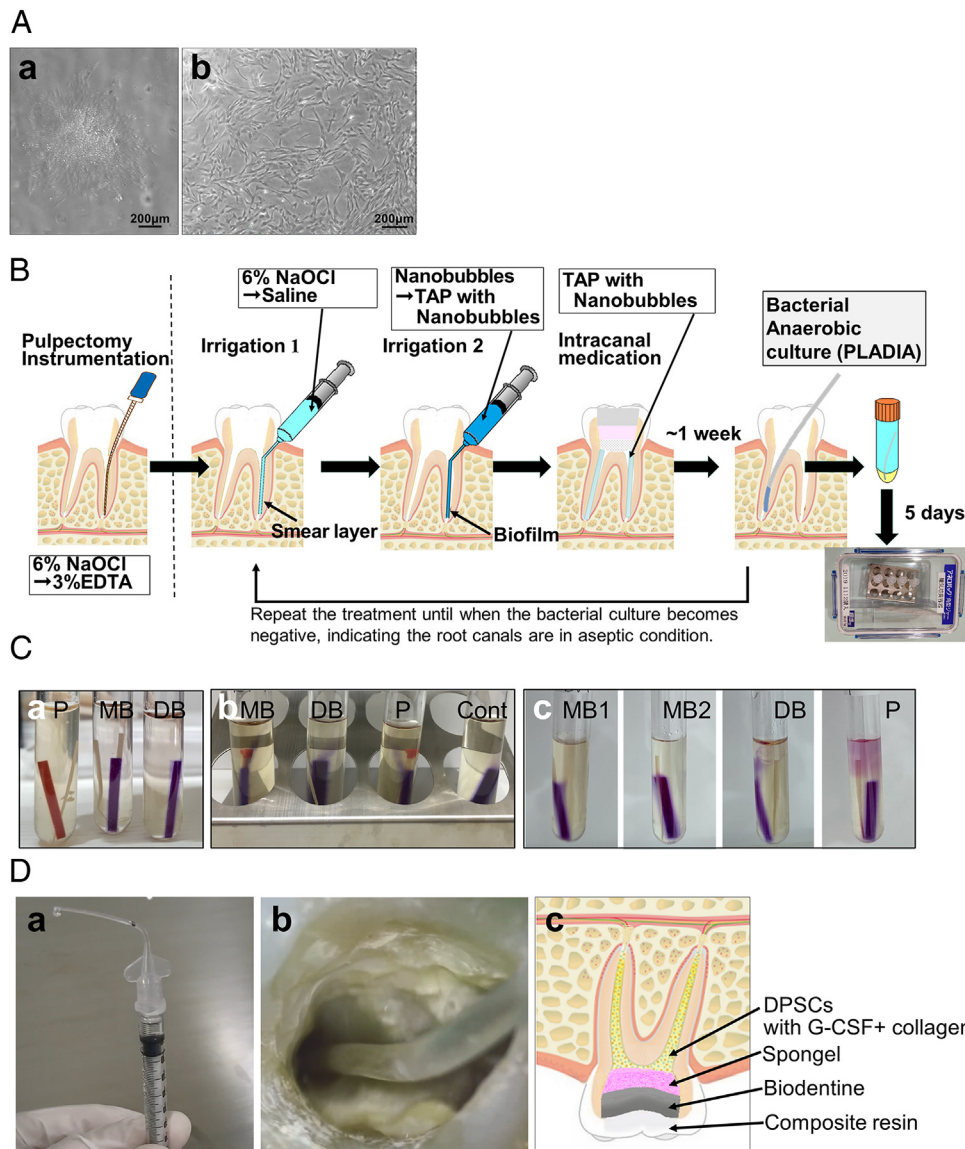 A
a
200μm
b
200μm
B
Pulpectomy
Instrumentation
6% NaOCl
→3%EDTA
6% NaOCl
→Saline
Irrigation 1
Smear layer
Nanobubbles
→TAP with
Nanobubbles
Irrigation 2
Biofilm
TAP with
Nanobubbles
Intracanal
medication
~1 week
Bacterial
Anaerobic
culture (PLADIA)
5 days
Repeat the treatment until when the bacterial culture becomes
negative, indicating the root canals are in aseptic condition.
C
a
P
MB
DB
b
MB
DB
P
Cont
c
MB1
MB2
DB
P
D
a
b
c
DPSCs
with G-CSF+ collagen
Spongel
Biodentine
Composite resin